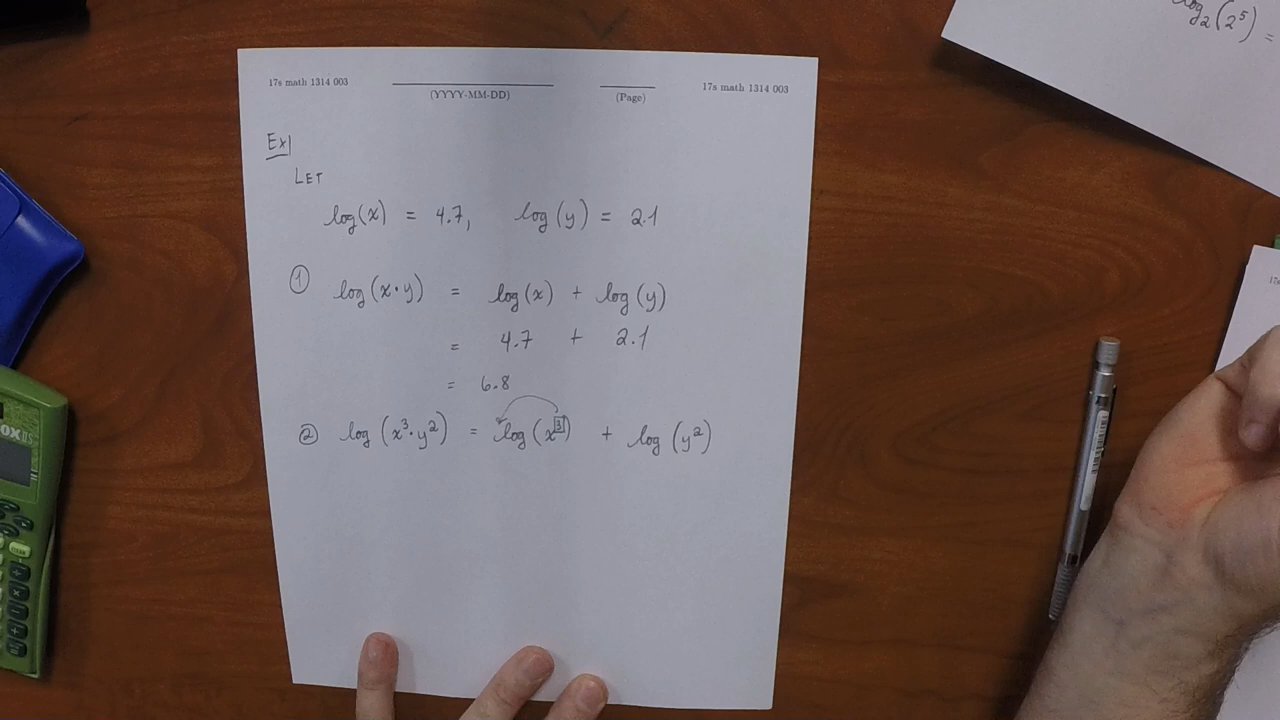 17s math 1314 003 (YYYY-MM-DD) (Page) 17s math 1314 003
Ex
LET
log(x) = 4.7, log(y) = 2.1
① log(x·y) = log(x) + log(y)
= 4.7 + 2.1
= 6.8
② log(x³·y²) = log(x³) + log(y²)
log₂(2⁵) =